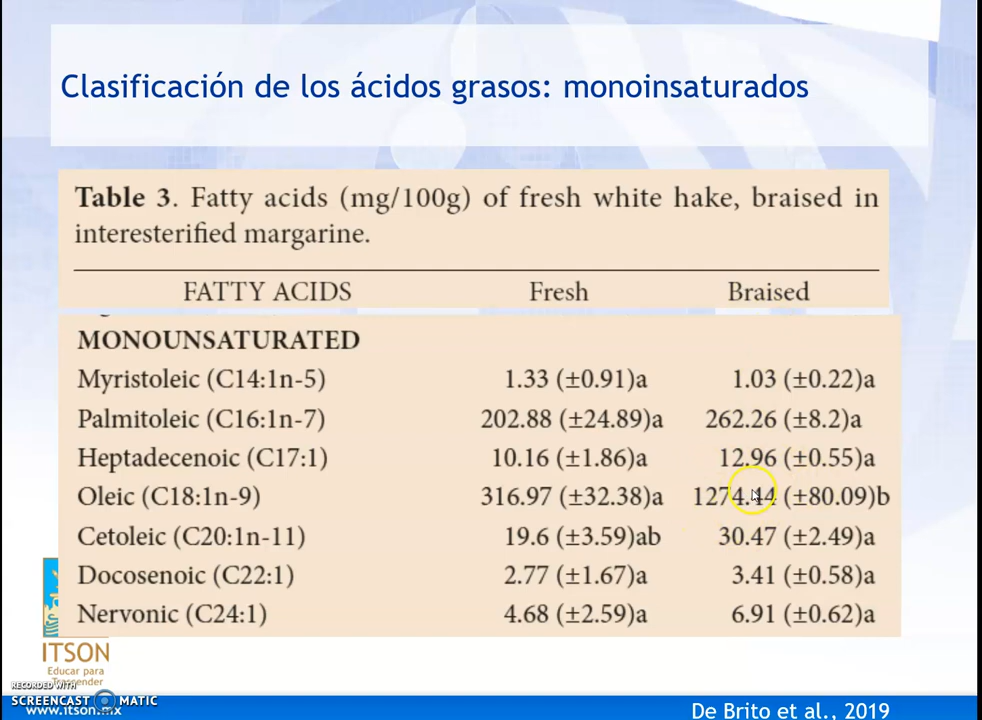 Clasificación de los ácidos grasos: monoinsaturados
Table 3. Fatty acids (mg/100g) of fresh white hake, braised in
interesterified margarine.
FATTY ACIDS Fresh Braised
MONOUNSATURATED
Myristoleic (C14:1n-5) 1.33 (±0.91)a 1.03 (±0.22)a
Palmitoleic (C16:1n-7) 202.88 (±24.89)a 262.26 (±8.2)a
Heptadecenoic (C17:1) 10.16 (±1.86)a 12.96 (±0.55)a
Oleic (C18:1n-9) 316.97 (±32.38)a 1274.44 (±80.09)b
Cetoleic (C20:1n-11) 19.6 (±3.59)ab 30.47 (±2.49)a
Docosenoic (C22:1) 2.77 (±1.67)a 3.41 (±0.58)a
Nervonic (C24:1) 4.68 (±2.59)a 6.91 (±0.62)a
ITSON
Educar para
Trascender
RECORDED WITH
SCREENCAST MATIC
www.itson.mx
De Brito et al., 2019